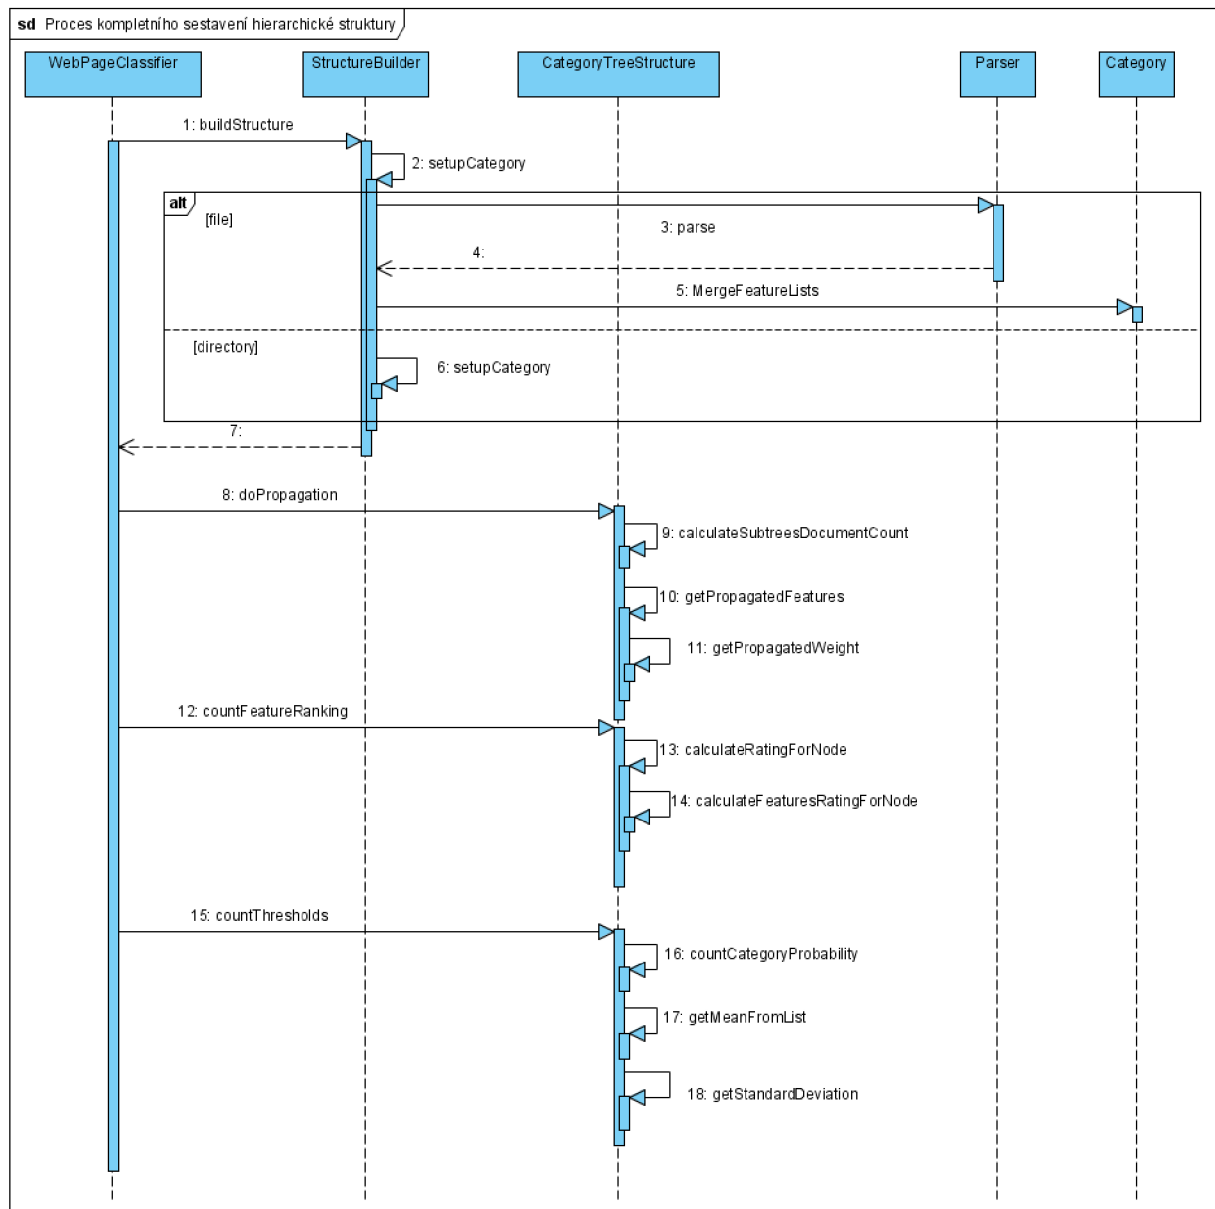 sd Proces kompletního sestavení hierarchické struktury
WebPageClassifier
StructureBuilder
CategoryTreeStructure
Parser
Category
1: buildStructure
2: setupCategory
alt
[file]
3: parse
4:
5: MergeFeatureLists
[directory]
6: setupCategory
7:
8: doPropagation
9: calculateSubtreesDocumentCount
10: getPropagatedFeatures
11: getPropagatedWeight
12: countFeatureRanking
13: calculateRatingForNode
14: calculateFeaturesRatingForNode
15: countThresholds
16: countCategoryProbability
17: getMeanFromList
18: getStandardDeviation